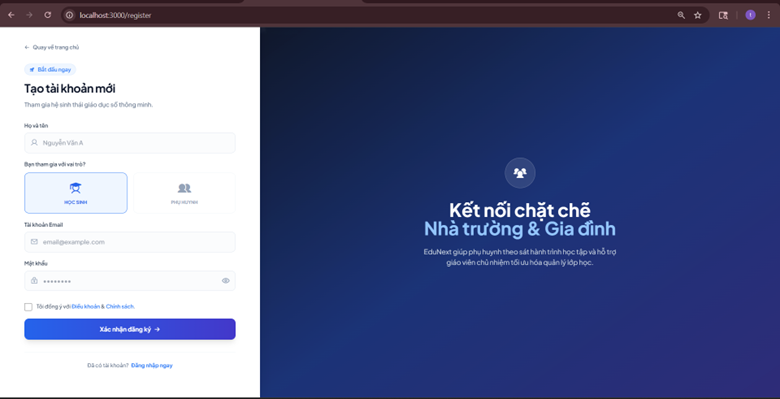 localhost:3000/register
Quay về trang chủ
Bắt đầu ngay
Tạo tài khoản mới
Tham gia hệ sinh thái giáo dục số thông minh.
Họ và tên
Nguyễn Văn A
Bạn tham gia với vai trò?
HỌC SINH
PHỤ HUYNH
Tài khoản Email
email@example.com
Mật khẩu
Tôi đồng ý với Điều khoản & Chính sách.
Xác nhận đăng ký →
Đã có tài khoản? Đăng nhập ngay
Kết nối chặt chẽ
Nhà trường & Gia đình
EduNext giúp phụ huynh theo sát hành trình học tập và hỗ trợ
giáo viên chủ nhiệm tối ưu hóa quản lý lớp học.